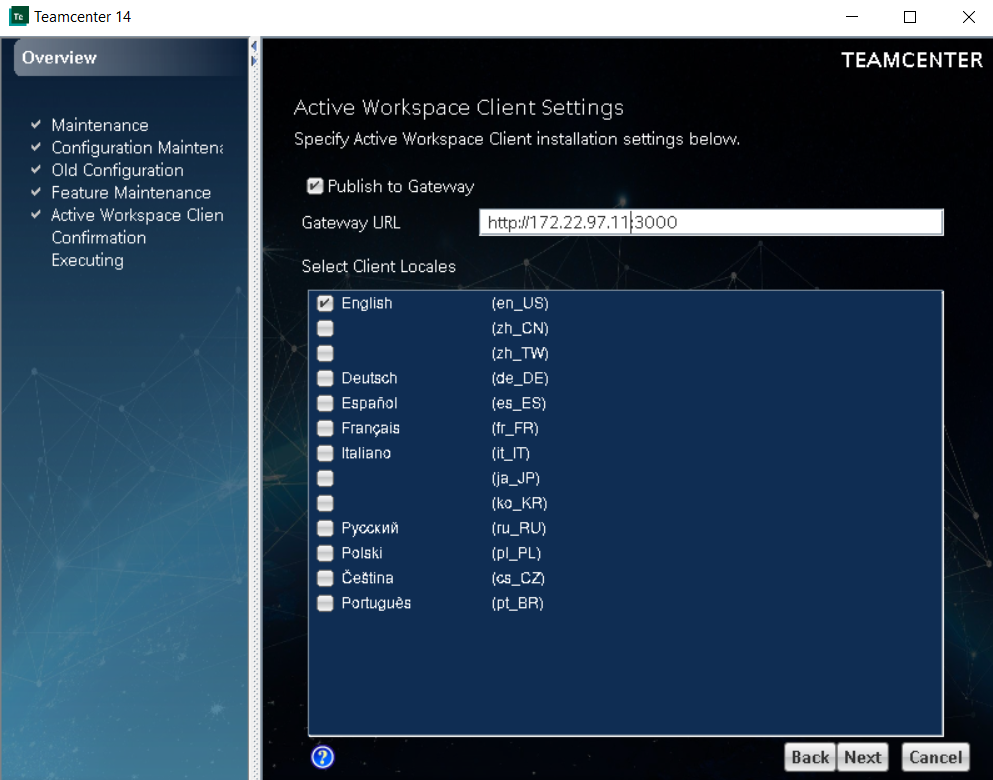 Teamcenter 14
Overview
TEAMCENTER
Maintenance
Configuration Maintena
Old Configuration
Feature Maintenance
Active Workspace Clien
Confirmation
Executing
Active Workspace Client Settings
Specify Active Workspace Client installation settings below.
Publish to Gateway
Gateway URL http://172.22.97.11:3000
Select Client Locales
English (en_US)
(zh_CN)
(zh_TW)
Deutsch (de_DE)
Español (es_ES)
Français (fr_FR)
Italiano (it_IT)
(ja_JP)
(ko_KR)
Русский (ru_RU)
Polski (pl_PL)
Čeština (cs_CZ)
Português (pt_BR)
? Back Next Cancel